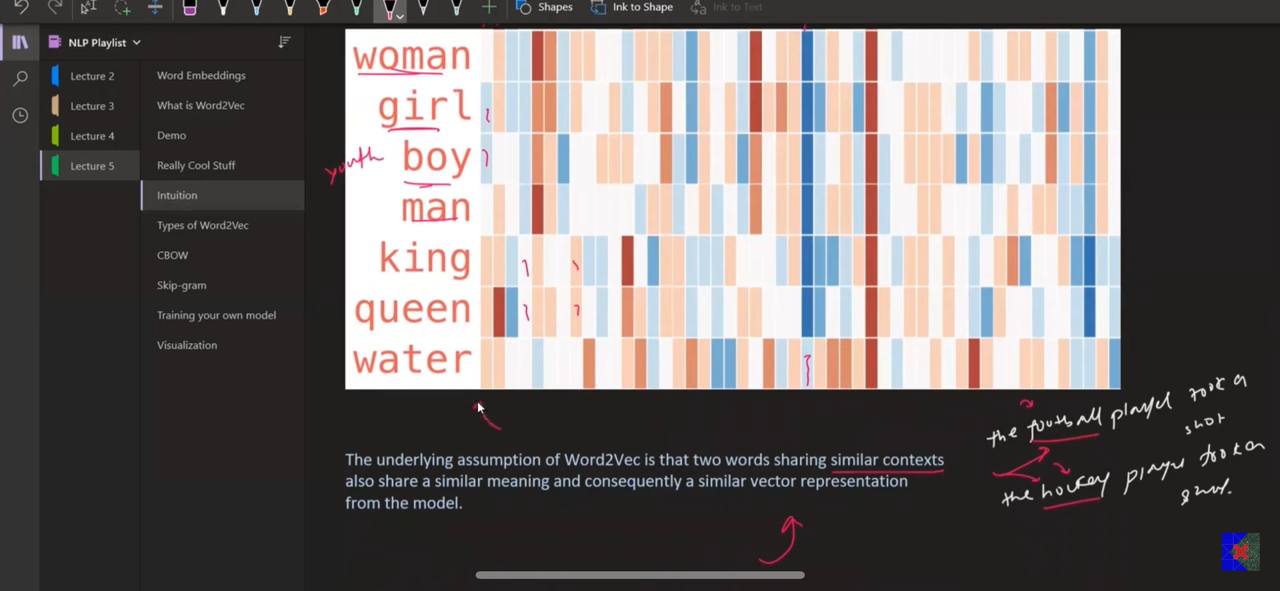 Shapes
Ink to Shape
Ink to Text
NLP Playlist
Lecture 2
Lecture 3
Lecture 4
Lecture 5
Word Embeddings
What is Word2Vec
Demo
Really Cool Stuff
Intuition
Types of Word2Vec
CBOW
Skip-gram
Training your own model
Visualization
woman
girl
youth
boy
man
king
queen
water
The underlying assumption of Word2Vec is that two words sharing similar contexts
also share a similar meaning and consequently a similar vector representation
from the model.
the football player took a
shot
the hockey player took a
shot.